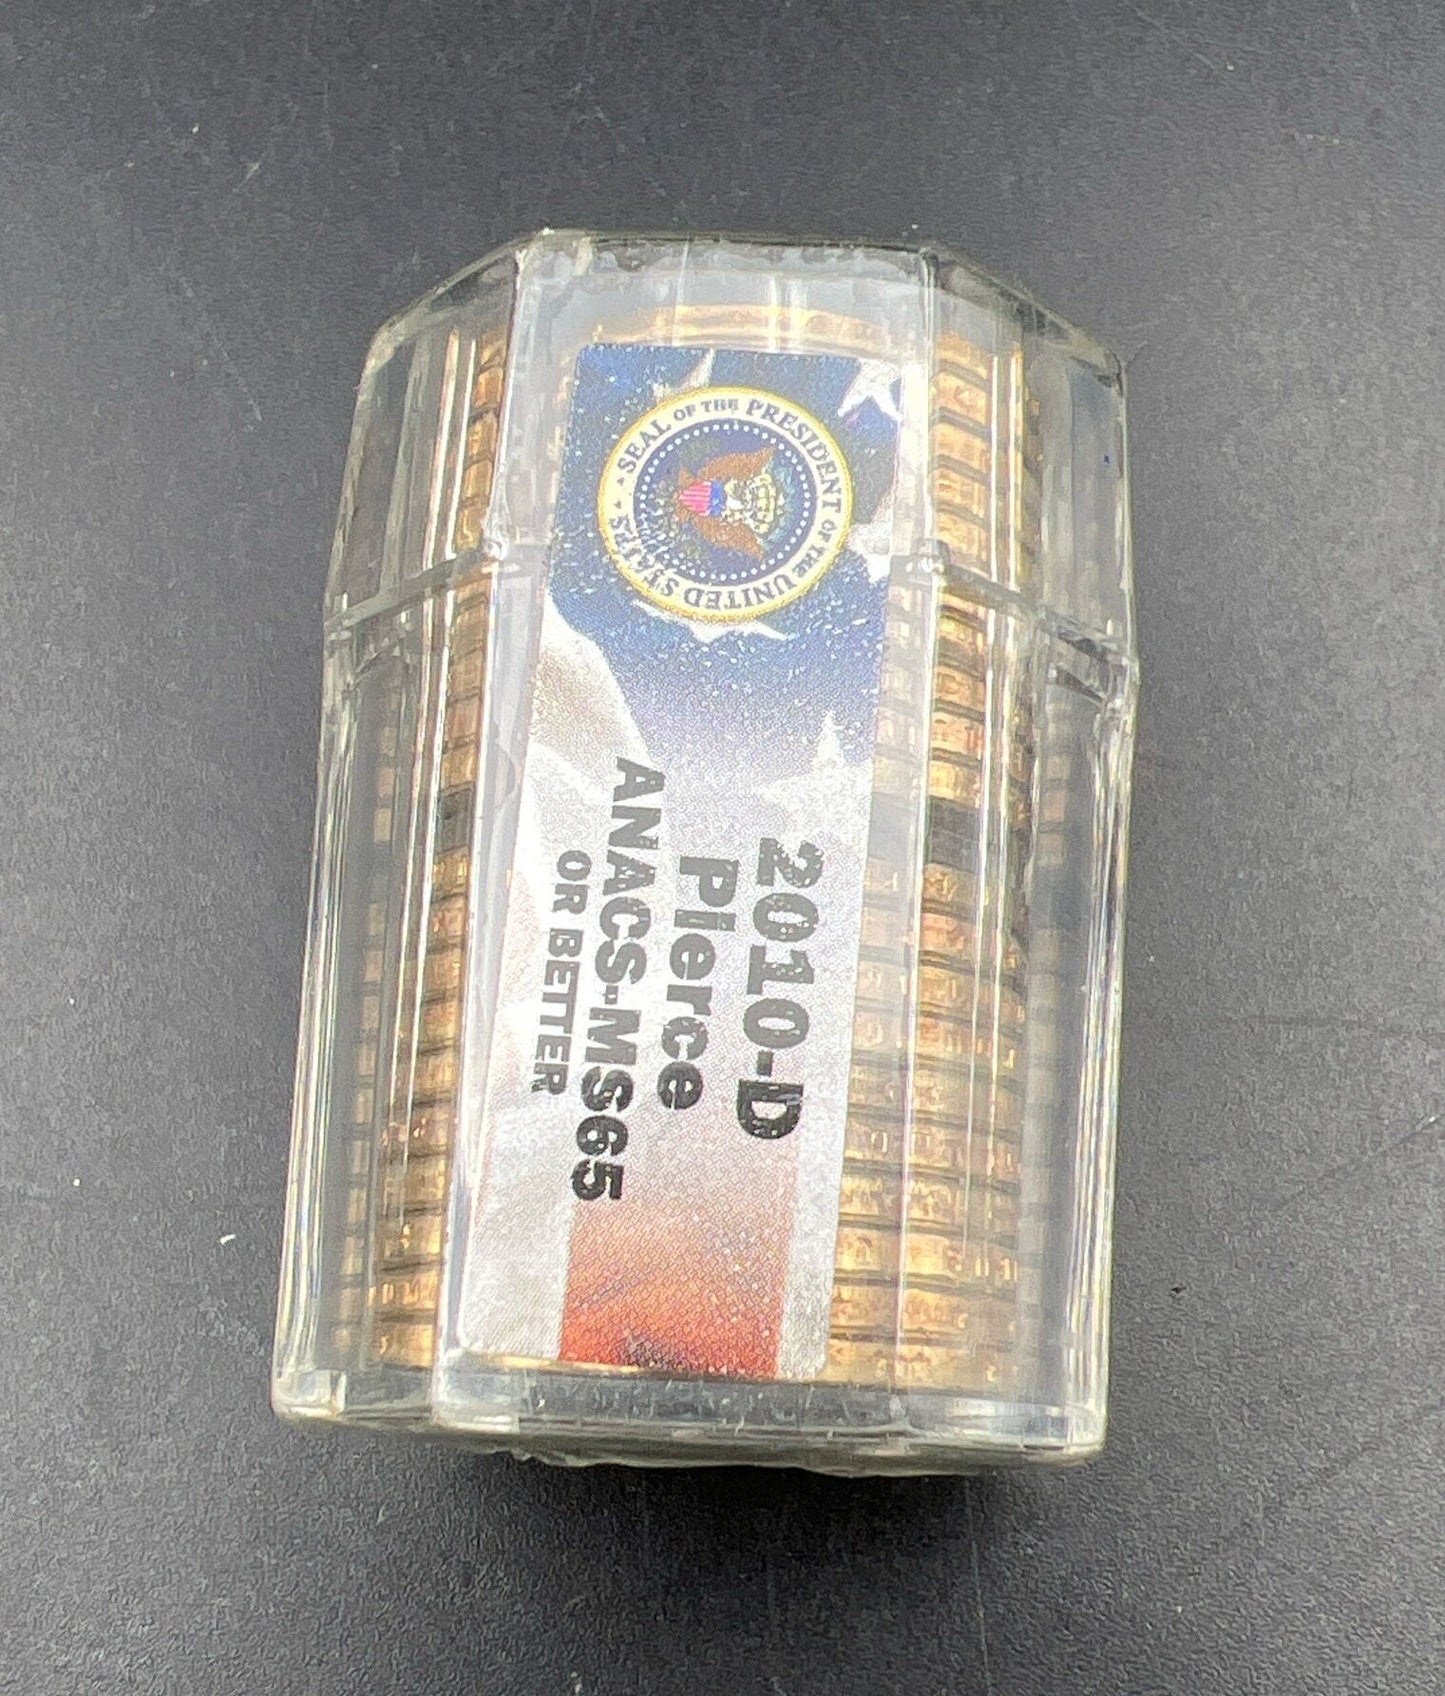 SEAL OF THE PRESIDENT OF THE UNITED STATES
2010-D
Pierce
ANACS-MS65
OR BETTER